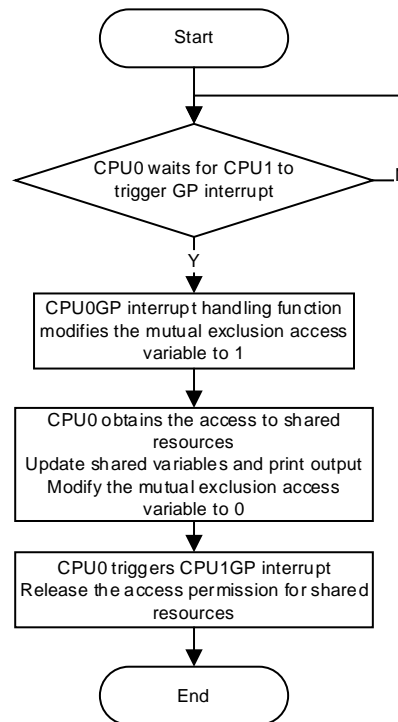 Start
CPU0 waits for CPU1 to
trigger GP interrupt
Y
CPU0GP interrupt handling function
modifies the mutual exclusion access
variable to 1
CPU0 obtains the access to shared
resources
Update shared variables and print output
Modify the mutual exclusion access
variable to 0
CPU0 triggers CPU1GP interrupt
Release the access permission for shared
resources
End